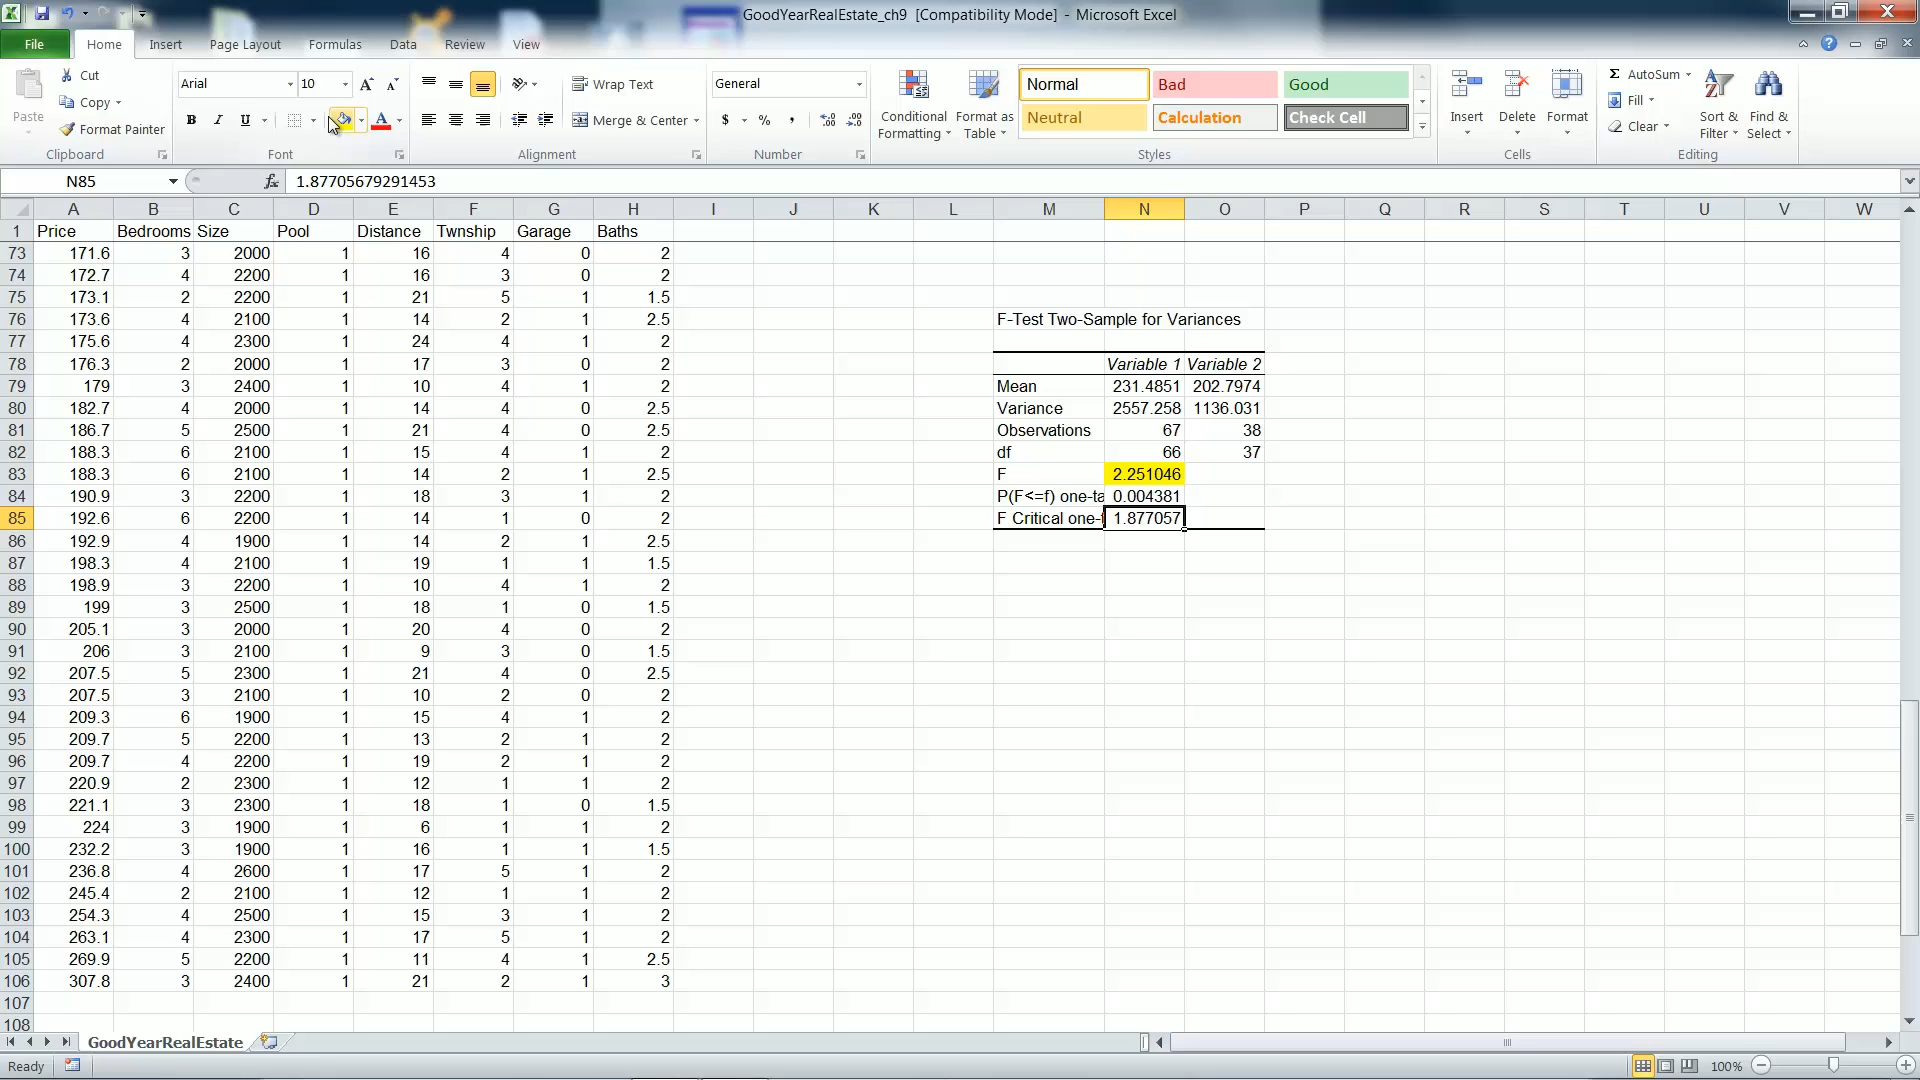 GoodYearRealEstate_ch9 [Compatibility Mode] - Microsoft Excel
File Home Insert Page Layout Formulas Data Review View
Paste Cut Copy Format Painter Clipboard
Arial 10 B I U A Font
Wrap Text Merge & Center Alignment
General $ % , Number
Conditional Formatting Format as Table Normal Bad Good Neutral Calculation Check Cell Styles
Insert Delete Format Cells
AutoSum Fill Clear Sort & Filter Find & Select Editing
N85 fx 1.87705679291453
A B C D E F G H I J K L M N O P Q R S T U V W
1 Price Bedrooms Size Pool Distance Twnship Garage Baths
73 171.6 3 2000 1 16 4 0 2
74 172.7 4 2200 1 16 3 0 2
75 173.1 2 2200 1 21 5 1 1.5
76 173.6 4 2100 1 14 2 1 2.5 F-Test Two-Sample for Variances
77 175.6 4 2300 1 24 4 1 2
78 176.3 2 2000 1 17 3 0 2 Variable 1 Variable 2
79 179 3 2400 1 10 4 1 2 Mean 231.4851 202.7974
80 182.7 4 2000 1 14 4 0 2.5 Variance 2557.258 1136.031
81 186.7 5 2500 1 21 4 0 2.5 Observations 67 38
82 188.3 6 2100 1 15 4 1 2 df 66 37
83 188.3 6 2100 1 14 2 1 2.5 F 2.251046
84 190.9 3 2200 1 18 3 1 2 P(F<=f) one-ta 0.004381
85 192.6 6 2200 1 14 1 0 2 F Critical one- 1.877057
86 192.9 4 1900 1 14 2 1 2.5
87 198.3 4 2100 1 19 1 1 1.5
88 198.9 3 2200 1 10 4 1 2
89 199 3 2500 1 18 1 0 1.5
90 205.1 3 2000 1 20 4 0 2
91 206 3 2100 1 9 3 0 1.5
92 207.5 5 2300 1 21 4 0 2.5
93 207.5 3 2100 1 10 2 0 2
94 209.3 6 1900 1 15 4 1 2
95 209.7 5 2200 1 13 2 1 2
96 209.7 4 2200 1 19 2 1 2
97 220.9 2 2300 1 12 1 1 2
98 221.1 3 2300 1 18 1 0 1.5
99 224 3 1900 1 6 1 1 2
100 232.2 3 1900 1 16 1 1 1.5
101 236.8 4 2600 1 17 5 1 2
102 245.4 2 2100 1 12 1 1 2
103 254.3 4 2500 1 15 3 1 2
104 263.1 4 2300 1 17 5 1 2
105 269.9 5 2200 1 11 4 1 2.5
106 307.8 3 2400 1 21 2 1 3
107
108
GoodYearRealEstate
Ready 100%